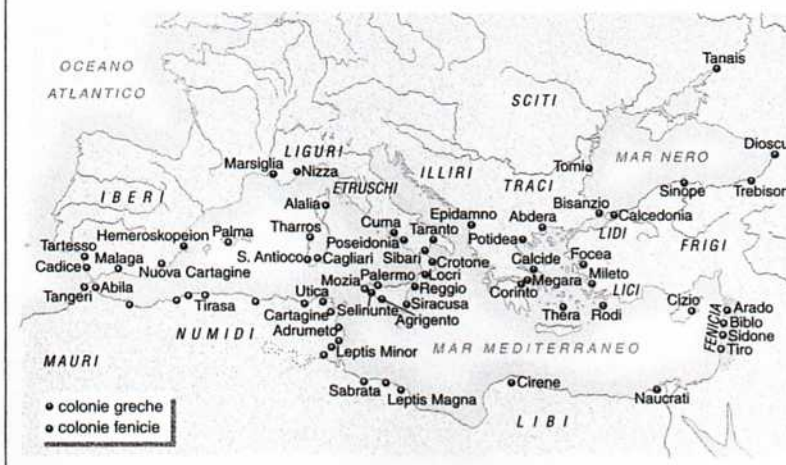 OCEANO
ATLANTICO
Tanais
SCITI
Dioscu
MAR NERO
LIGURI
Marsiglia
Nizza
ILLIRI
TRACI
Tomi
Sinope
Trebison
IBERI
ETRUSCHI
Alalia
Bisanzio
Calcedonia
Epidamno
Abdera
Cuma
Taranto
Tharros
Hemeroskopeion
Palma
Poseidonia
Potidea
LIDI
FRIGI
Tartesso
Malaga
S. Antioco
Cagliari
Sibari
Crotone
Calcide
Focea
Cadice
Nuova Cartagine
Palermo
Locri
Megara
Mileto
Mozia
Reggio
Corinto
LICI
Tangeri
Abila
Tirasa
Utica
Selinunte
Siracusa
Thera
Rodi
Cizio
Arado
Cartagine
Agrigento
FENICIA
Biblo
NUMIDI
Adrumeto
Sidone
Tiro
MAURI
Leptis Minor
MAR MEDITERRANEO
Sabrata
Leptis Magna
Cirene
Naucrati
LIBI
colonie greche
colonie fenicie